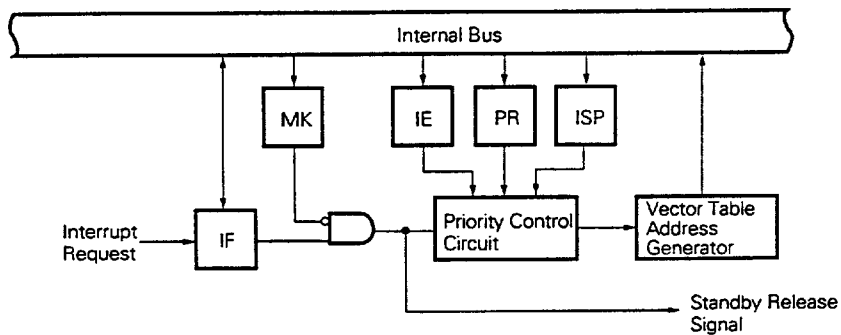 Internal Bus
MK
IE
PR
ISP
Interrupt
Request
IF
Priority Control
Circuit
Vector Table
Address
Generator
Standby Release
Signal